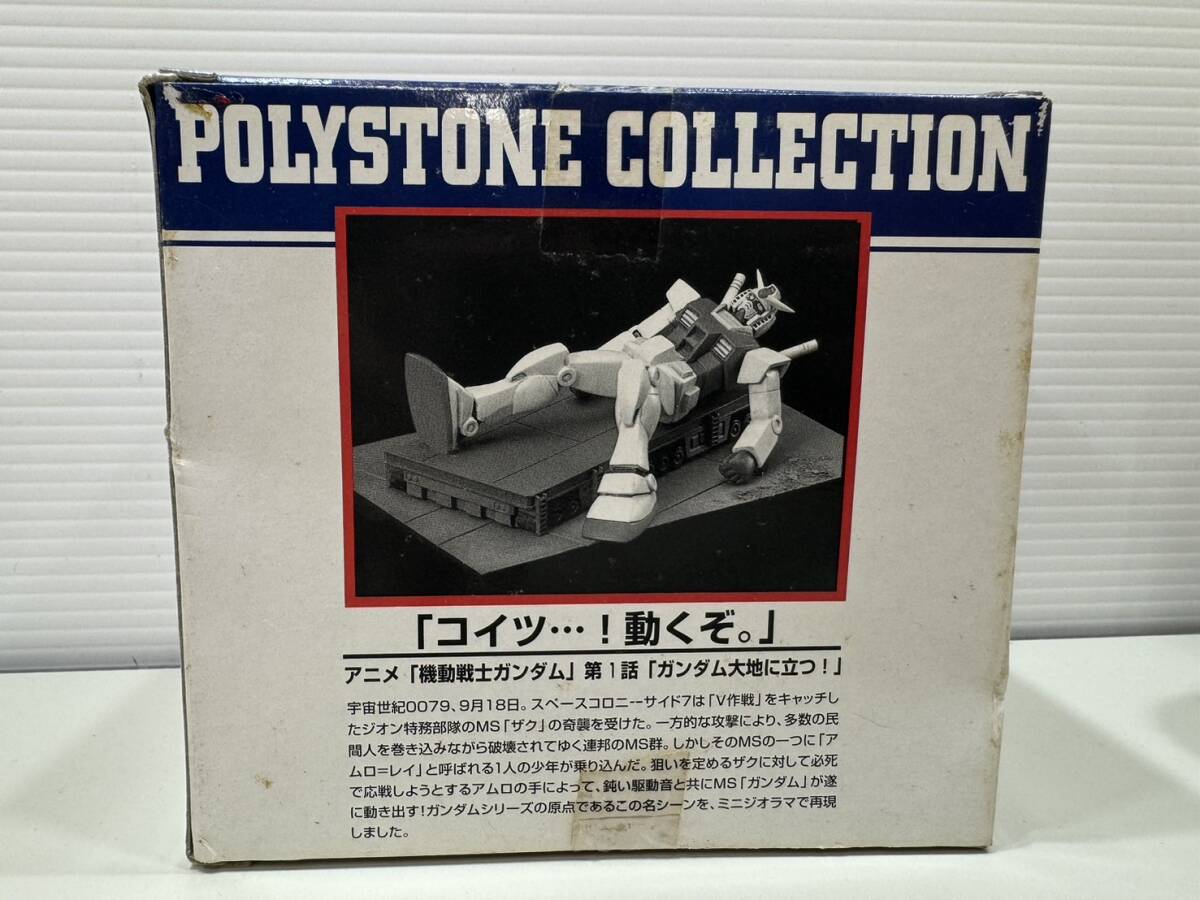 POLYSTONE COLLECTION
「コイツ…！動くぞ。」
アニメ「機動戦士ガンダム」第1話「ガンダム大地に立つ！」
宇宙世紀0079、9月18日。スペースコロニーサイド7は「V作戦」をキャッチし
たジオン特務部隊のMS「ザク」の奇襲を受けた。一方的な攻撃により、多数の民
間人を巻き込みながら破壊されてゆく連邦のMS群。しかしそのMSの一つに「ア
ムロ=レイ」と呼ばれる1人の少年が乗り込んだ。狙いを定めるザクに対して必死
で応戦しようとするアムロの手によって、鈍い駆動音と共にMS「ガンダム」が遂
に動き出す!ガンダムシリーズの原点であるこの名シーンを、ミニジオラマで再現
しました。